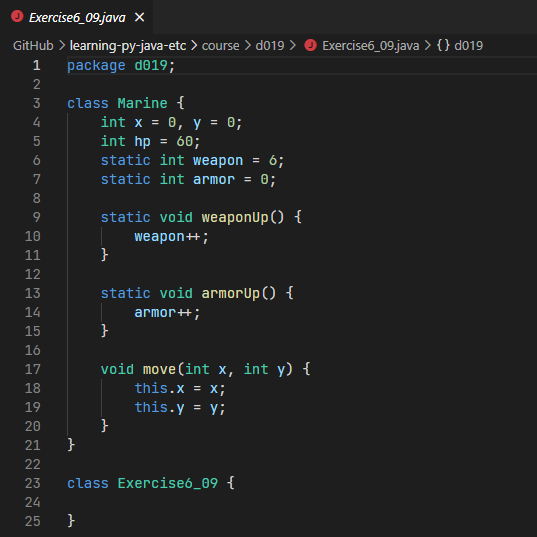 Exercise6_09.java ×
GitHub > learning-py-java-etc > course > d019 > Exercise6_09.java > {} d019
1 package d019;
2
3 class Marine {
4     int x = 0, y = 0;
5     int hp = 60;
6     static int weapon = 6;
7     static int armor = 0;
8
9     static void weaponUp() {
10         weapon++;
11     }
12
13     static void armorUp() {
14         armor++;
15     }
16
17     void move(int x, int y) {
18         this.x = x;
19         this.y = y;
20     }
21 }
22
23 class Exercise6_09 {
24
25 }